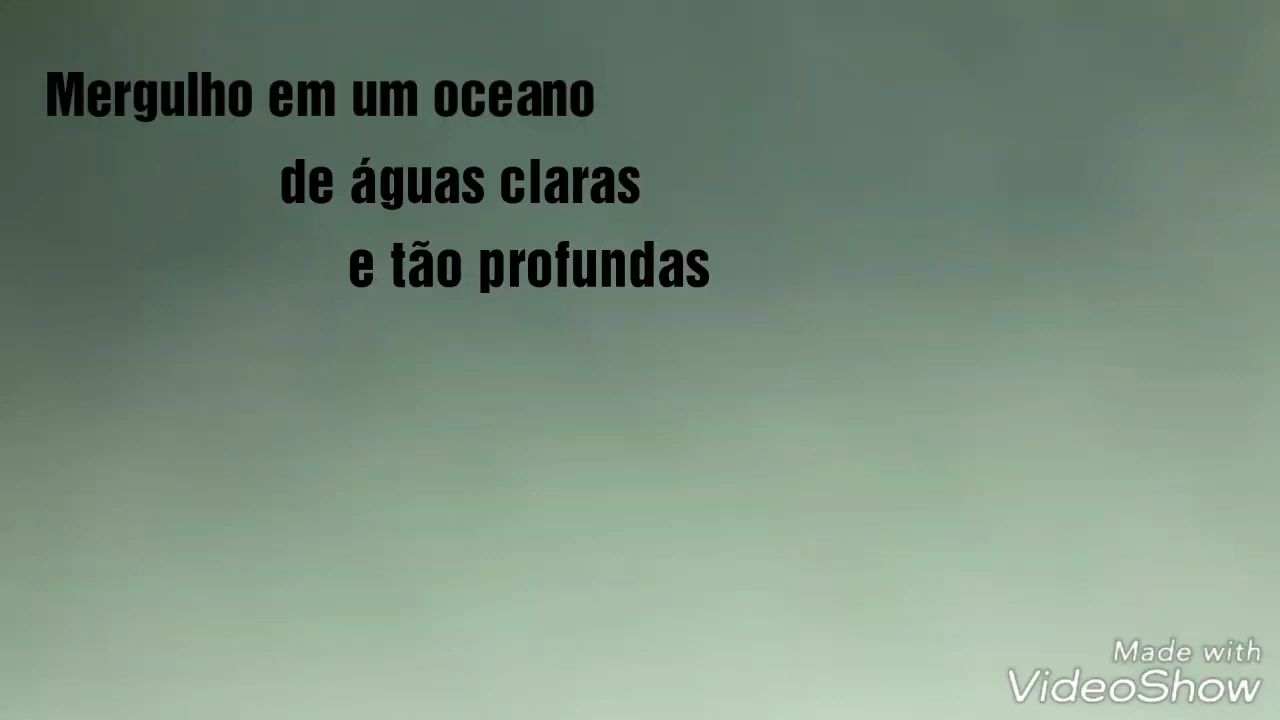 Mergulho em um oceano
de águas claras
e tão profundas
Made with
VideoShow